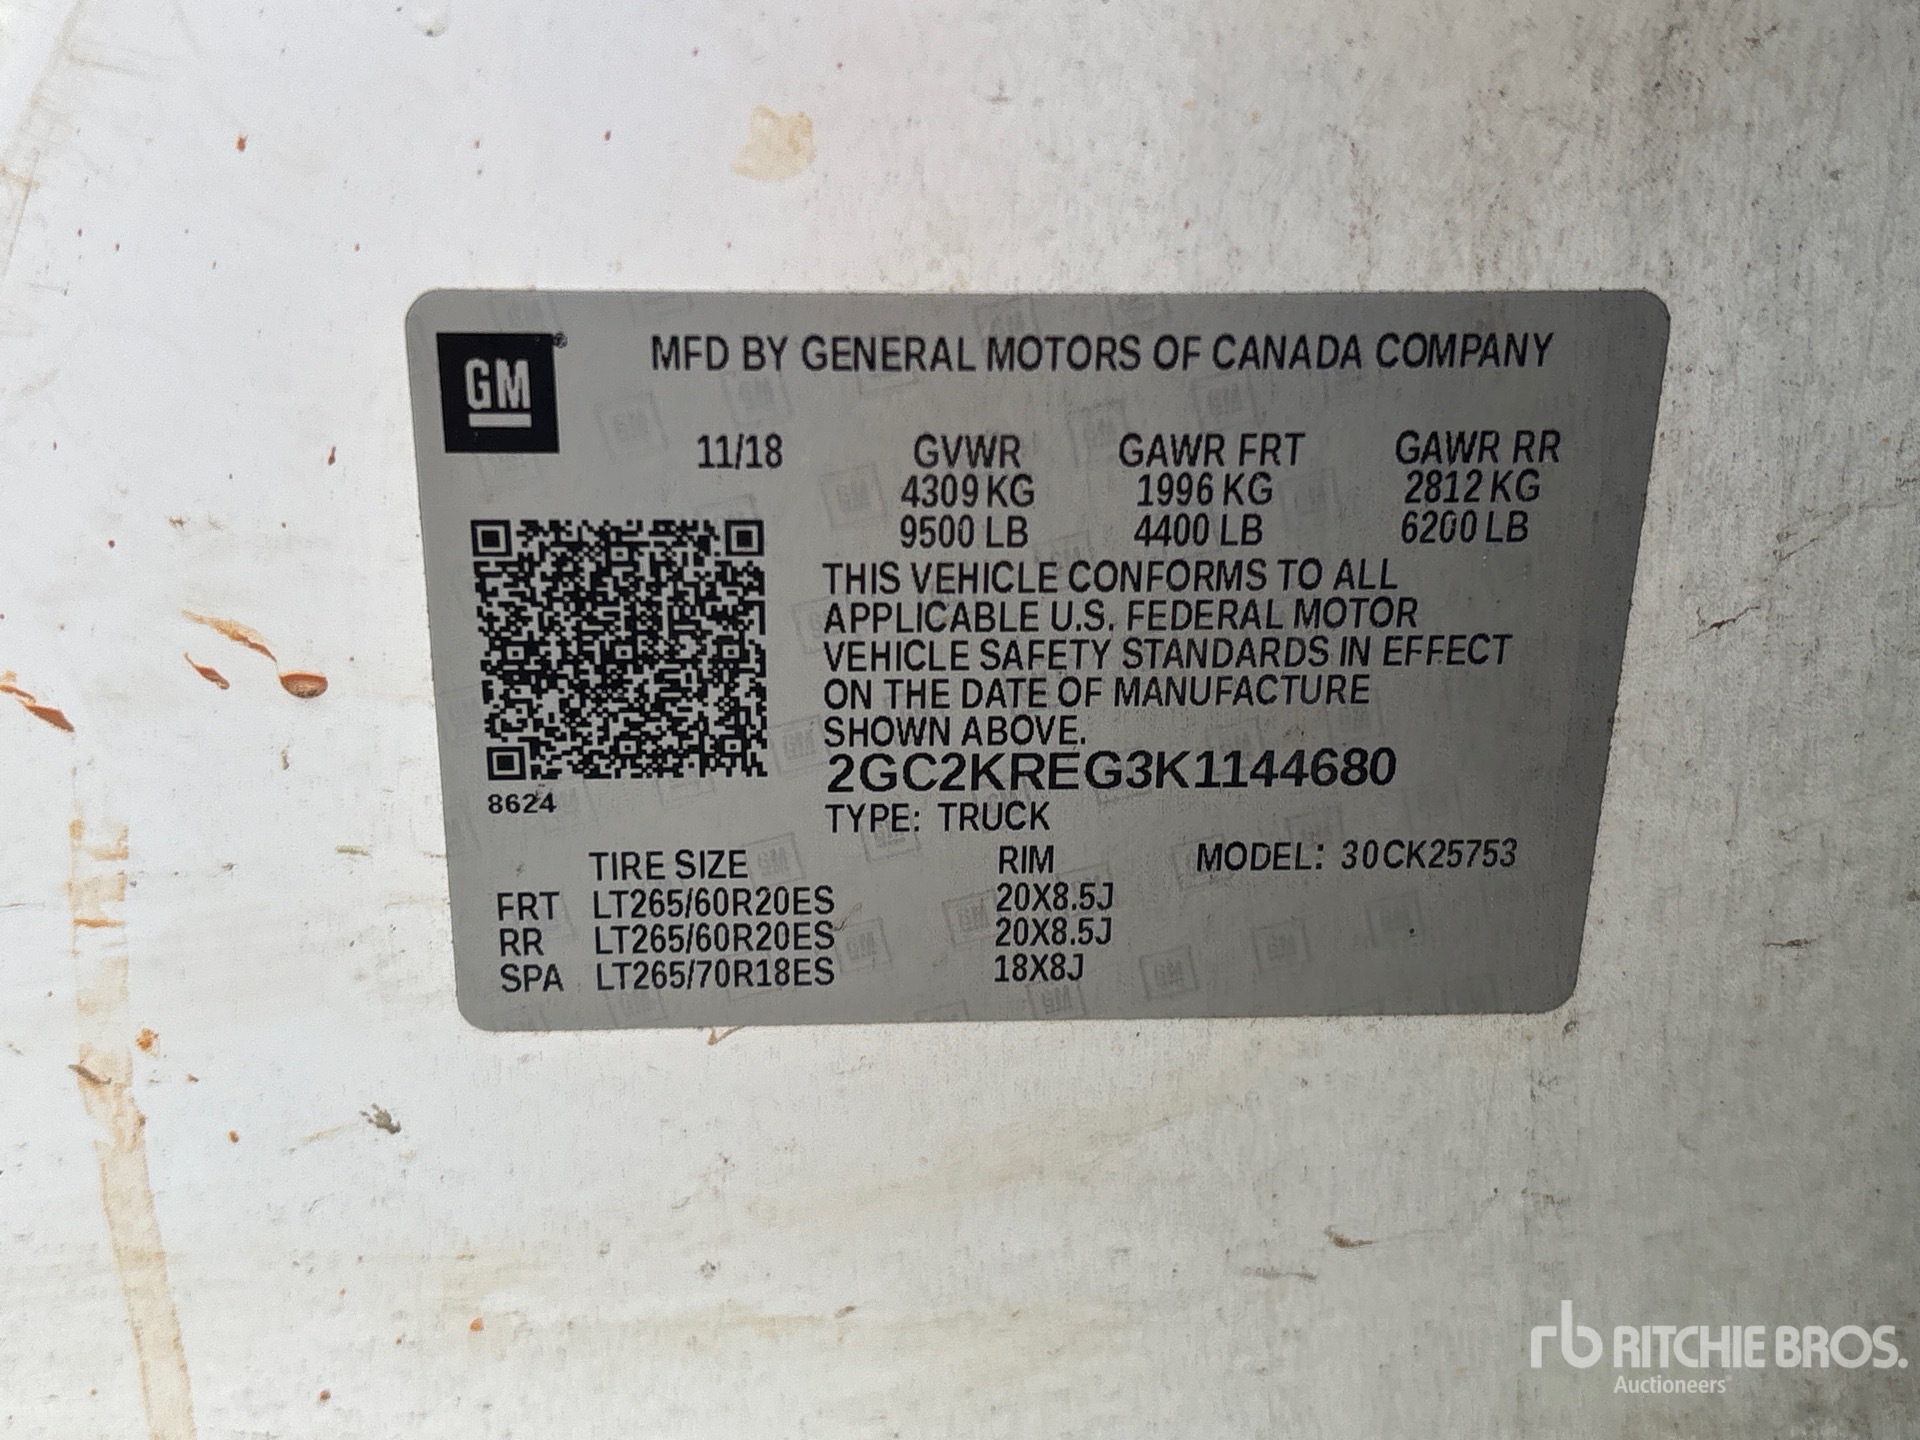 GM
MFD BY GENERAL MOTORS OF CANADA COMPANY
11/18 GVWR GAWR FRT GAWR RR
4309 KG 1996 KG 2812 KG
9500 LB 4400 LB 6200 LB
THIS VEHICLE CONFORMS TO ALL
APPLICABLE U.S. FEDERAL MOTOR
VEHICLE SAFETY STANDARDS IN EFFECT
ON THE DATE OF MANUFACTURE
SHOWN ABOVE.
2GC2KREG3K1144680
8624
TYPE: TRUCK
TIRE SIZE RIM MODEL: 30CK25753
FRT LT265/60R20ES 20X8.5J
RR LT265/60R20ES 20X8.5J
SPA LT265/70R18ES 18X8J
rb RITCHIE BROS.
Auctioneers